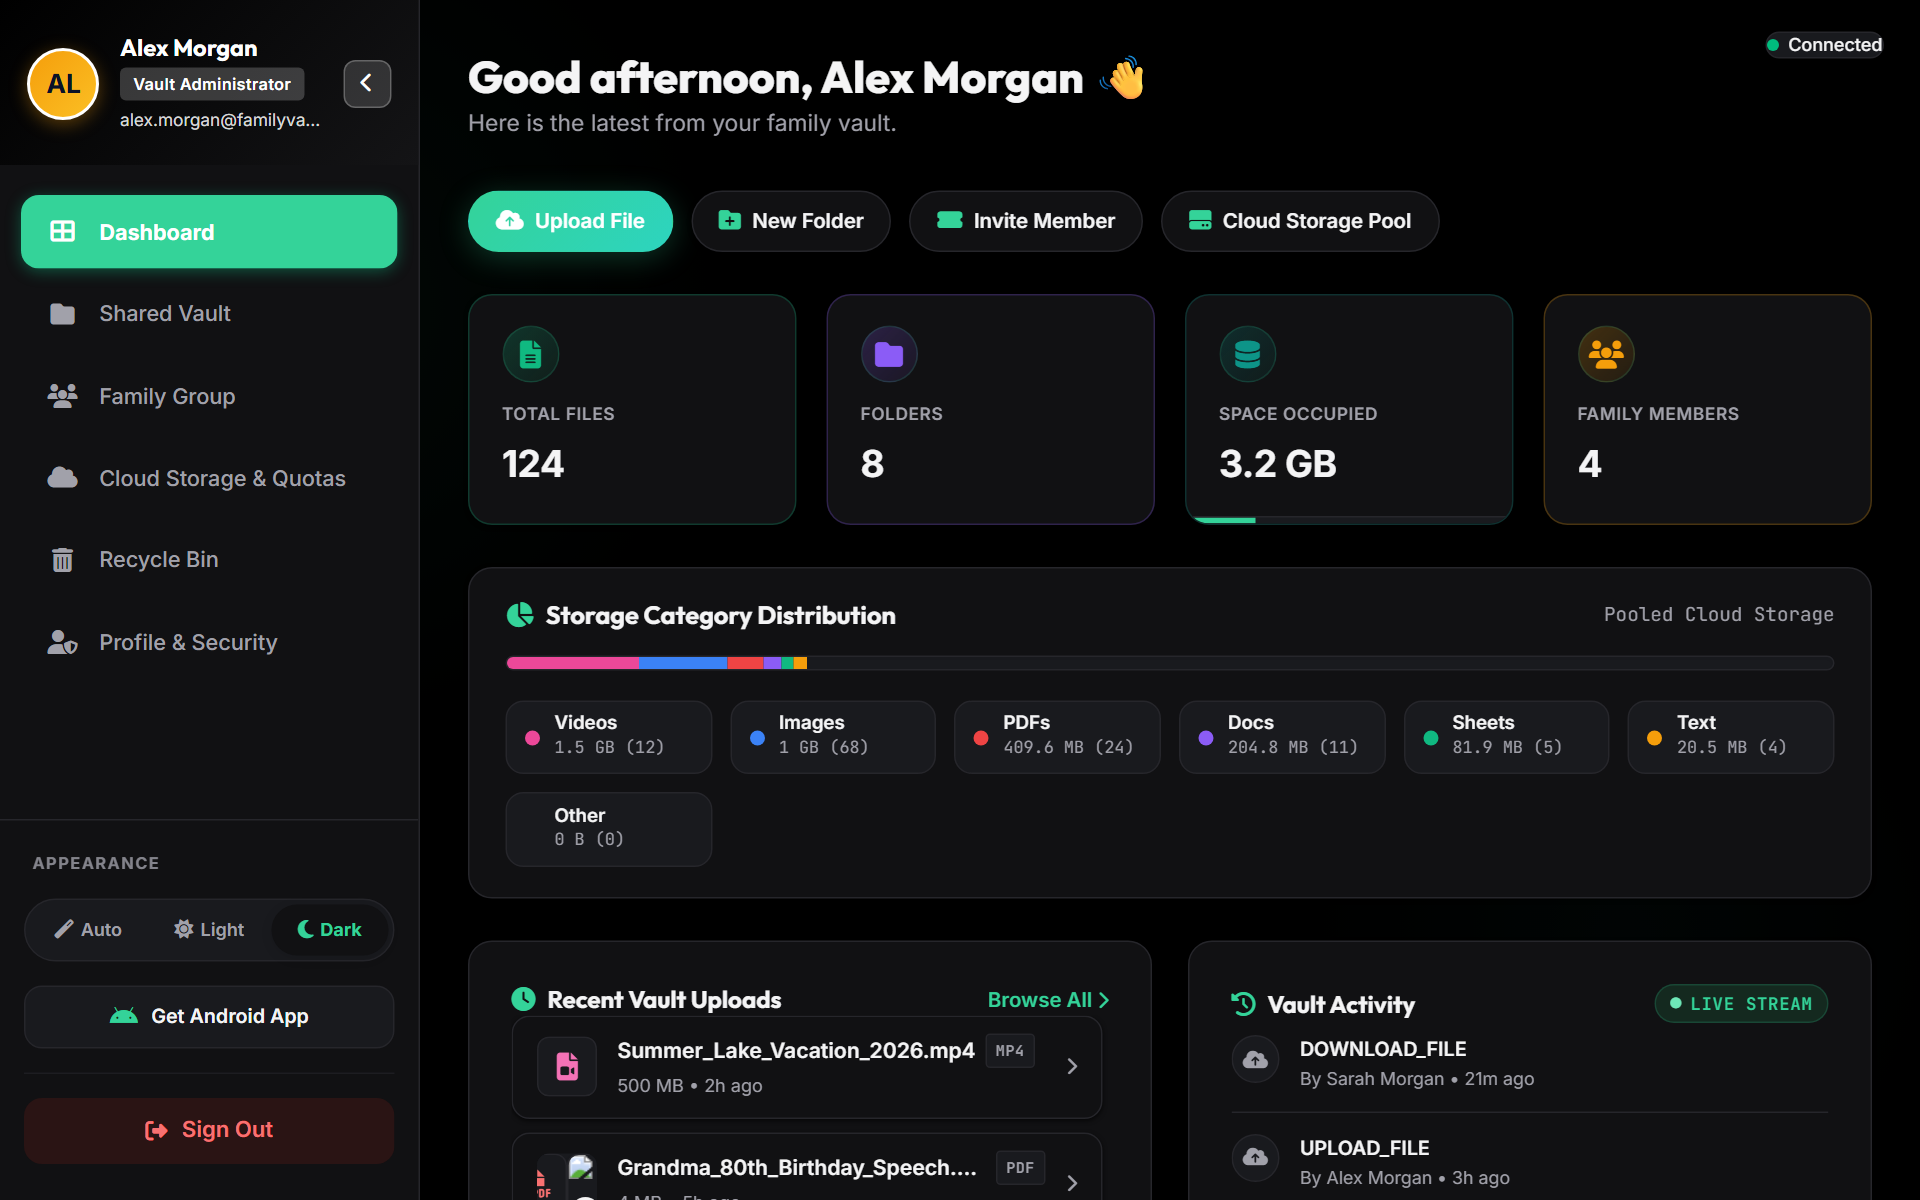 AL
Alex Morgan
Vault Administrator
alex.morgan@familyva...
Dashboard
Shared Vault
Family Group
Cloud Storage & Quotas
Recycle Bin
Profile & Security
APPEARANCE
Auto
Light
Dark
Get Android App
Sign Out
Connected
Good afternoon, Alex Morgan 👋
Here is the latest from your family vault.
Upload File
New Folder
Invite Member
Cloud Storage Pool
TOTAL FILES
124
FOLDERS
8
SPACE OCCUPIED
3.2 GB
FAMILY MEMBERS
4
Storage Category Distribution
Pooled Cloud Storage
Videos
1.5 GB (12)
Images
1 GB (68)
PDFs
409.6 MB (24)
Docs
204.8 MB (11)
Sheets
81.9 MB (5)
Text
20.5 MB (4)
Other
0 B (0)
Recent Vault Uploads
Browse All
Summer_Lake_Vacation_2026.mp4
MP4
500 MB • 2h ago
Grandma_80th_Birthday_Speech....
PDF
Vault Activity
LIVE STREAM
DOWNLOAD_FILE
By Sarah Morgan • 21m ago
UPLOAD_FILE
By Alex Morgan • 3h ago